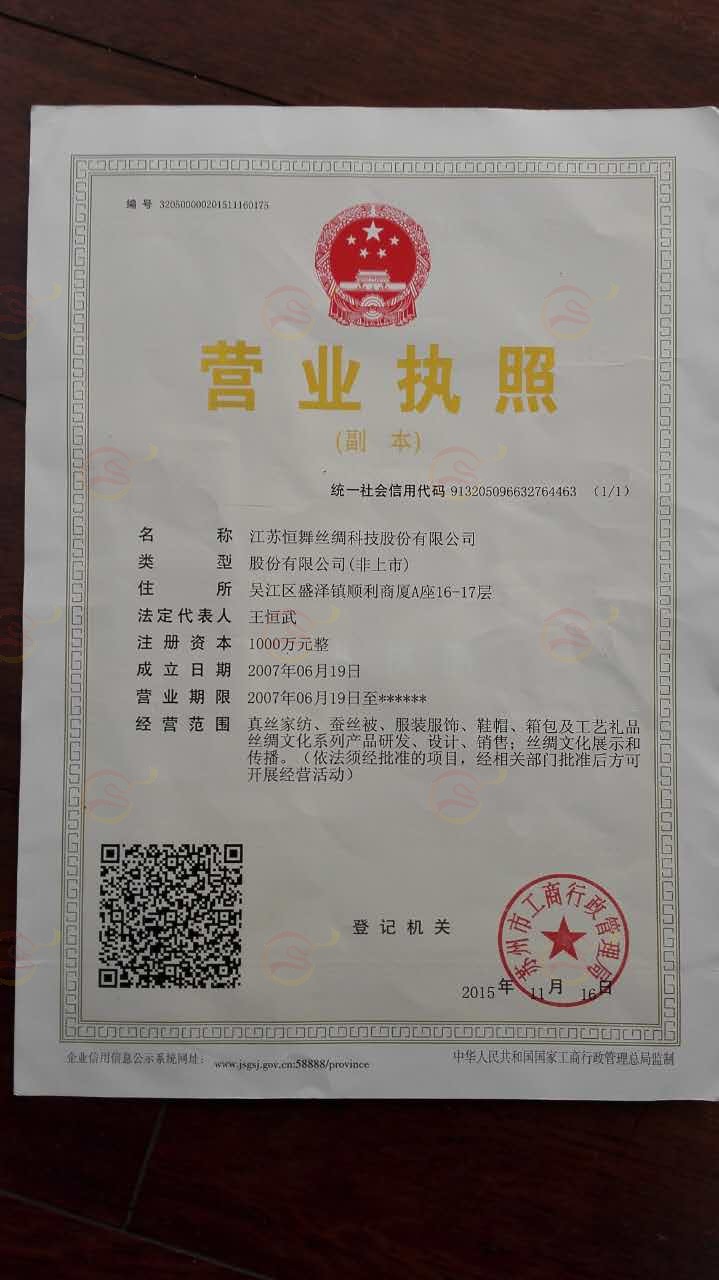 编 号 320500000201511160175
营业执照
(副 本)
统一社会信用代码 913205096632764463 (1/1)
名 称 江苏恒舞丝绸科技股份有限公司
类 型 股份有限公司(非上市)
住 所 吴江区盛泽镇顺利商厦A座16-17层
法定代表人 王恒武
注册资本 1000万元整
成立日期 2007年06月19日
营业期限 2007年06月19日至******
经营范围 真丝家纺、蚕丝被、服装服饰、鞋帽、箱包及工艺礼品
丝绸文化系列产品研发、设计、销售；丝绸文化展示和
传播。（依法须经批准的项目，经相关部门批准后方可
开展经营活动）
登记机关
苏州市工商行政管理局
2015年 11月 16日
企业信用信息公示系统网址： www.jsgsj.gov.cn:58888/province
中华人民共和国国家工商行政管理总局监制